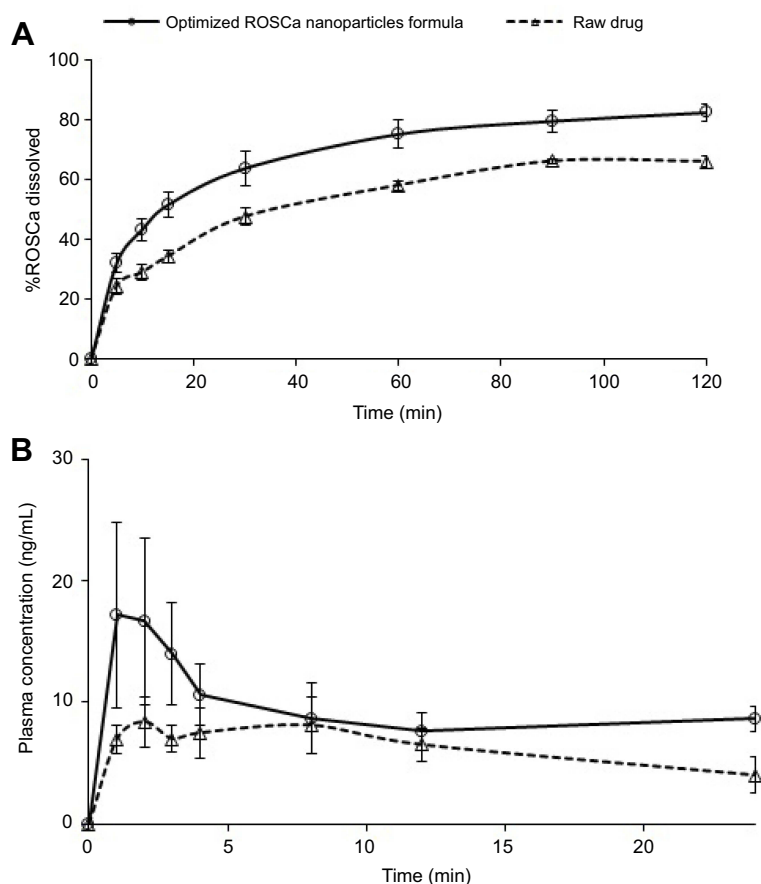 Optimized ROSCa nanoparticles formula
Raw drug
A
100
80
60
40
20
0
%ROSCa dissolved
0 20 40 60 80 100 120
Time (min)
B
30
20
10
0
Plasma concentration (ng/mL)
0 5 10 15 20
Time (min)